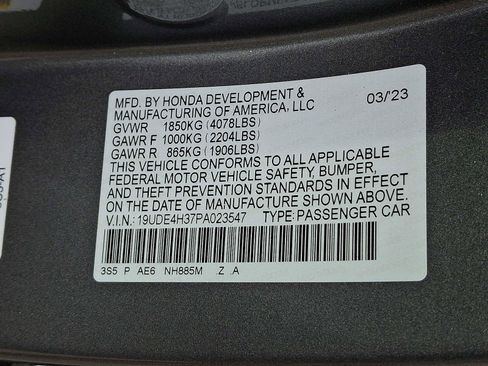 MFD. BY HONDA DEVELOPMENT &
MANUFACTURING OF AMERICA, LLC 03/23
GVWR 1850KG (4078LBS)
GAWR F 1000KG (2204LBS)
GAWR R 865KG (1906LBS)
THIS VEHICLE CONFORMS TO ALL APPLICABLE
FEDERAL MOTOR VEHICLE SAFETY, BUMPER,
AND THEFT PREVENTION STANDARDS IN EFFECT
ON THE DATE OF MANUFACTURE SHOWN ABOVE.
V.I.N.: 19UDE4H37PA023547 TYPE: PASSENGER CAR
3S5 P AE6 NH885M Z .A